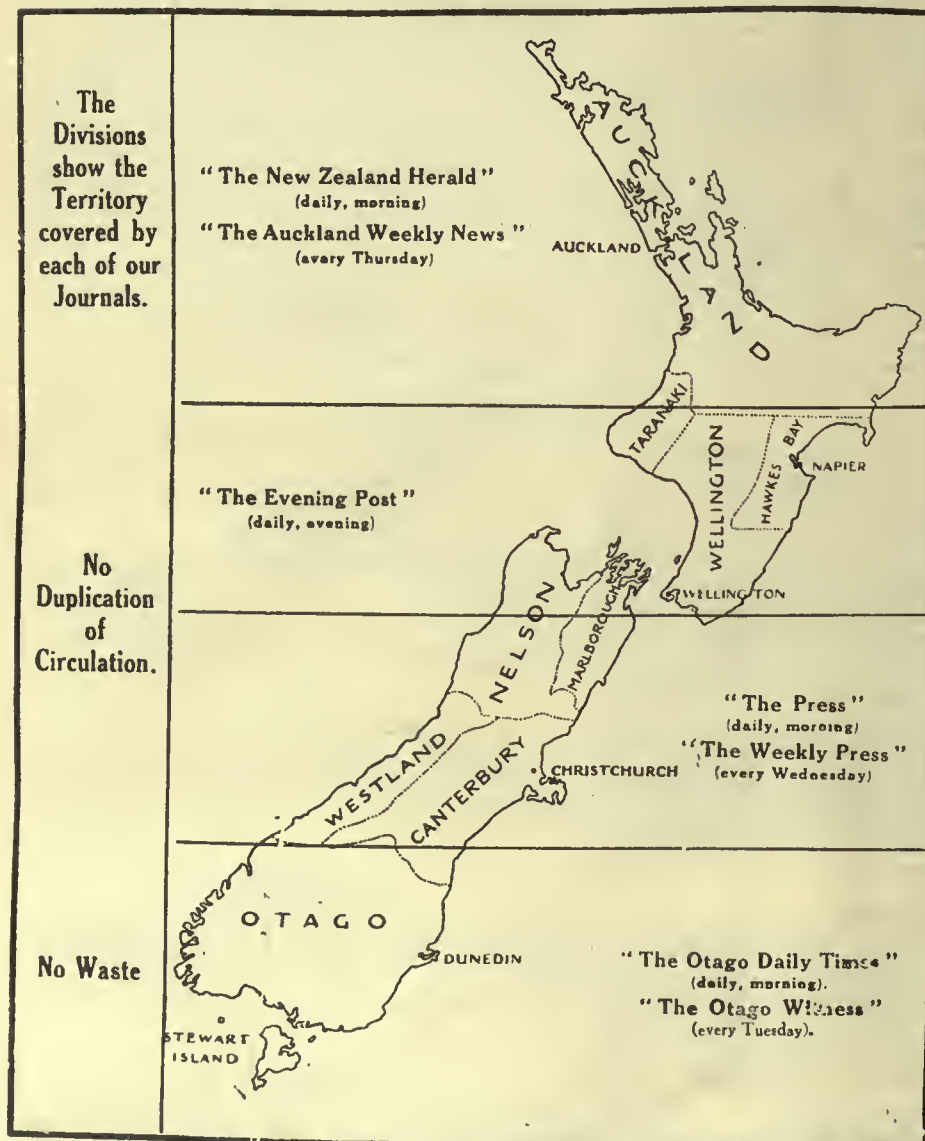 The
Divisions
show the
Territory
covered by
each of our
Journals.
"The New Zealand Herald"
(daily, morning)
"The Auckland Weekly News"
(every Thursday)
AUCKLAND
AUCKLAND
TARANAKI
WELLINGTON
HAWKES BAY
NAPIER
"The Evening Post"
(daily, evening)
No
Duplication
of
Circulation.
WELLINGTON
NELSON
MARLBOROUGH
"The Press"
(daily, morning)
"The Weekly Press"
(every Wednesday)
WESTLAND
CANTERBURY
CHRISTCHURCH
OTAGO
DUNEDIN
No Waste
"The Otago Daily Times"
(daily, morning).
"The Otago Witness"
(every Tuesday).
STEWART
ISLAND